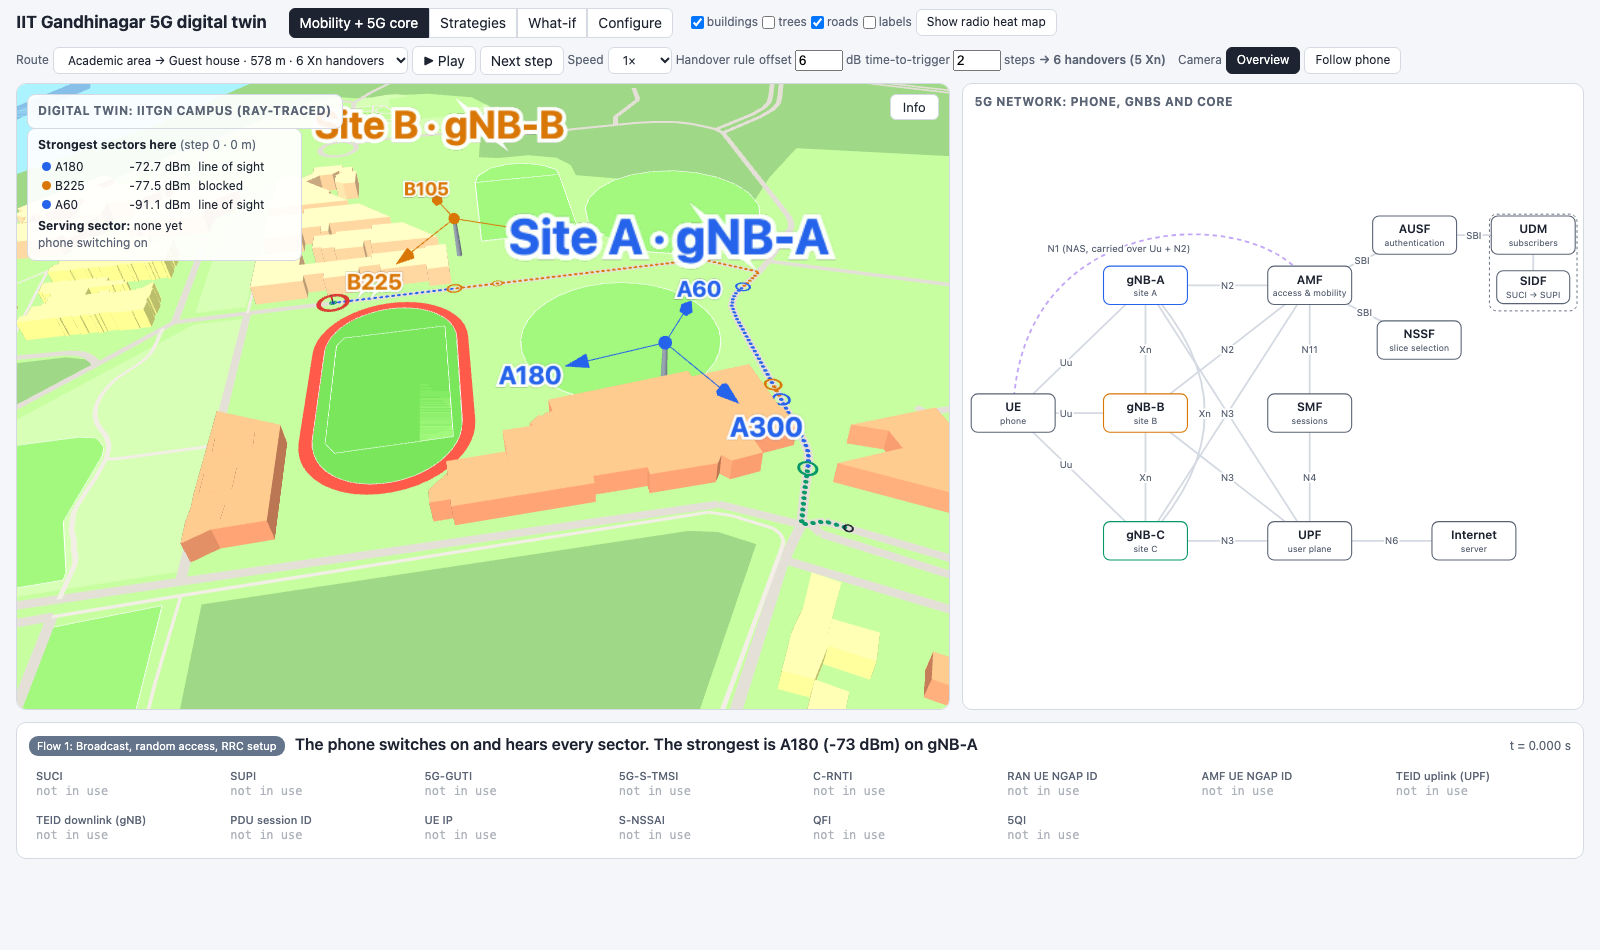 IIT Gandhinagar 5G digital twin
Mobility + 5G core
Strategies
What-if
Configure
buildings
trees
roads
labels
Show radio heat map
Route
Academic area → Guest house · 578 m · 6 Xn handovers
▶ Play
Next step
Speed
1×
Handover rule offset
6
dB time-to-trigger
2
steps → 6 handovers (5 Xn)
Camera
Overview
Follow phone
DIGITAL TWIN: IITGN CAMPUS (RAY-TRACED)
Info
Strongest sectors here (step 0 · 0 m)
A180 -72.7 dBm line of sight
B225 -77.5 dBm blocked
A60 -91.1 dBm line of sight
Serving sector: none yet
phone switching on
Site B · gNB-B
B105
Site A · gNB-A
B225
A60
A180
A300
5G NETWORK: PHONE, GNBS AND CORE
AUSF
authentication
SBI
UDM
subscribers
N1 (NAS, carried over Uu + N2)
SBI
gNB-A
site A
N2
AMF
access & mobility
SIDF
SUCI → SUPI
SBI
NSSF
slice selection
Uu
Xn
N2
N11
UE
phone
Uu
gNB-B
site B
Xn
N3
SMF
sessions
Uu
Xn
N3
N4
gNB-C
site C
N3
UPF
user plane
N6
Internet
server
Flow 1: Broadcast, random access, RRC setup
The phone switches on and hears every sector. The strongest is A180 (-73 dBm) on gNB-A
t = 0.000 s
SUCI
not in use
SUPI
not in use
5G-GUTI
not in use
5G-S-TMSI
not in use
C-RNTI
not in use
RAN UE NGAP ID
not in use
AMF UE NGAP ID
not in use
TEID uplink (UPF)
not in use
TEID downlink (gNB)
not in use
PDU session ID
not in use
UE IP
not in use
S-NSSAI
not in use
QFI
not in use
5QI
not in use